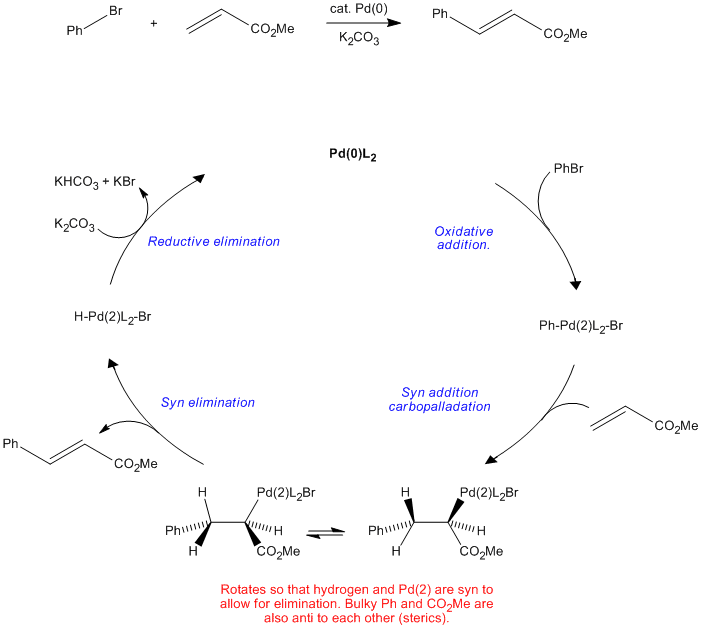 Ph Br + CO₂Me cat. Pd(0) K₂CO₃ Ph CO₂Me
Pd(0)L₂
KHCO₃ + KBr
K₂CO₃
Reductive elimination
PhBr
Oxidative
addition.
H-Pd(2)L₂-Br
Ph-Pd(2)L₂-Br
Syn elimination
Syn addition
carbopalladation
Ph CO₂Me
CO₂Me
H Pd(2)L₂Br
Ph H
H CO₂Me
H Pd(2)L₂Br
Ph H
H CO₂Me
Rotates so that hydrogen and Pd(2) are syn to
allow for elimination. Bulky Ph and CO₂Me are
also anti to each other (sterics).